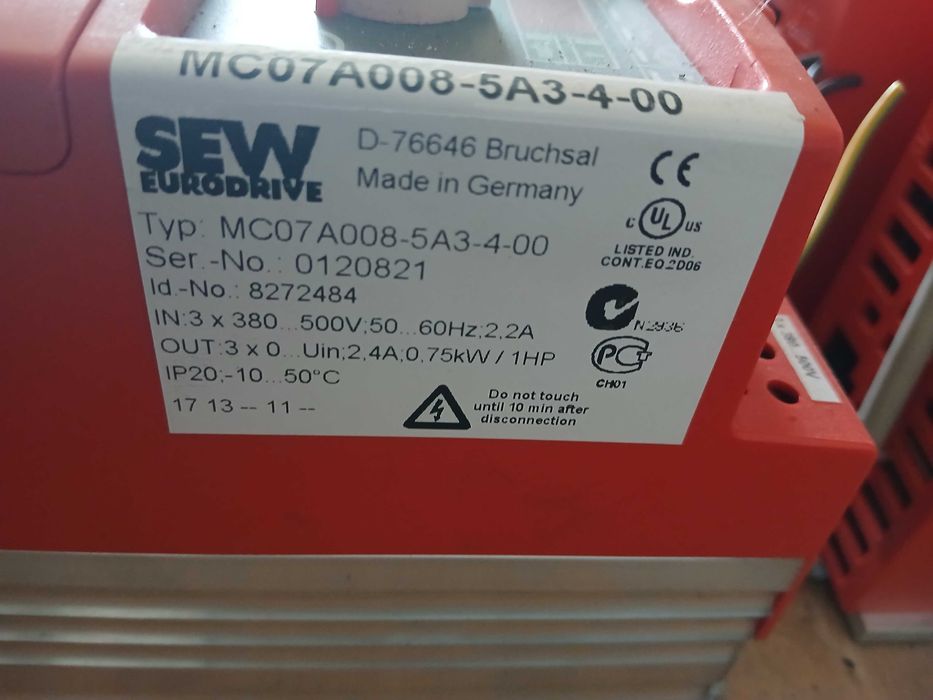 MC07A008-5A3-4-00
SEW
EURODRIVE
D-76646 Bruchsal
Made in Germany
CE
Typ: MC07A008-5A3-4-00
Ser.-No.: 0120821
Id.-No.: 8272484
IN:3 x 380...500V;50...60Hz;2,2A
OUT:3 x 0...Uin;2,4A;0,75kW / 1HP
IP20;-10...50°C
17 13 -- 11 --
C UL US
LISTED IND.
CONT.EQ.2D06
N2936
PCT
CH01
Do not touch
until 10 min after
disconnection